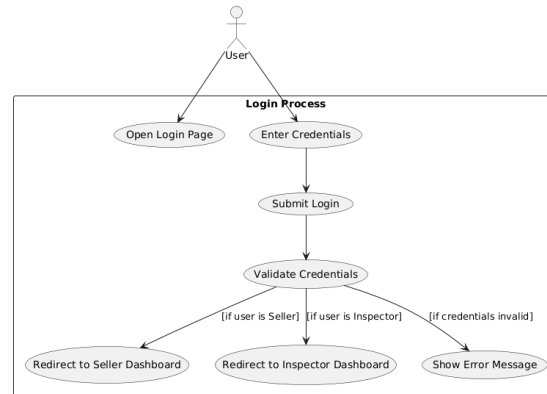 User
Login Process
Open Login Page
Enter Credentials
Submit Login
Validate Credentials
[if user is Seller]
[if user is Inspector]
[if credentials invalid]
Redirect to Seller Dashboard
Redirect to Inspector Dashboard
Show Error Message